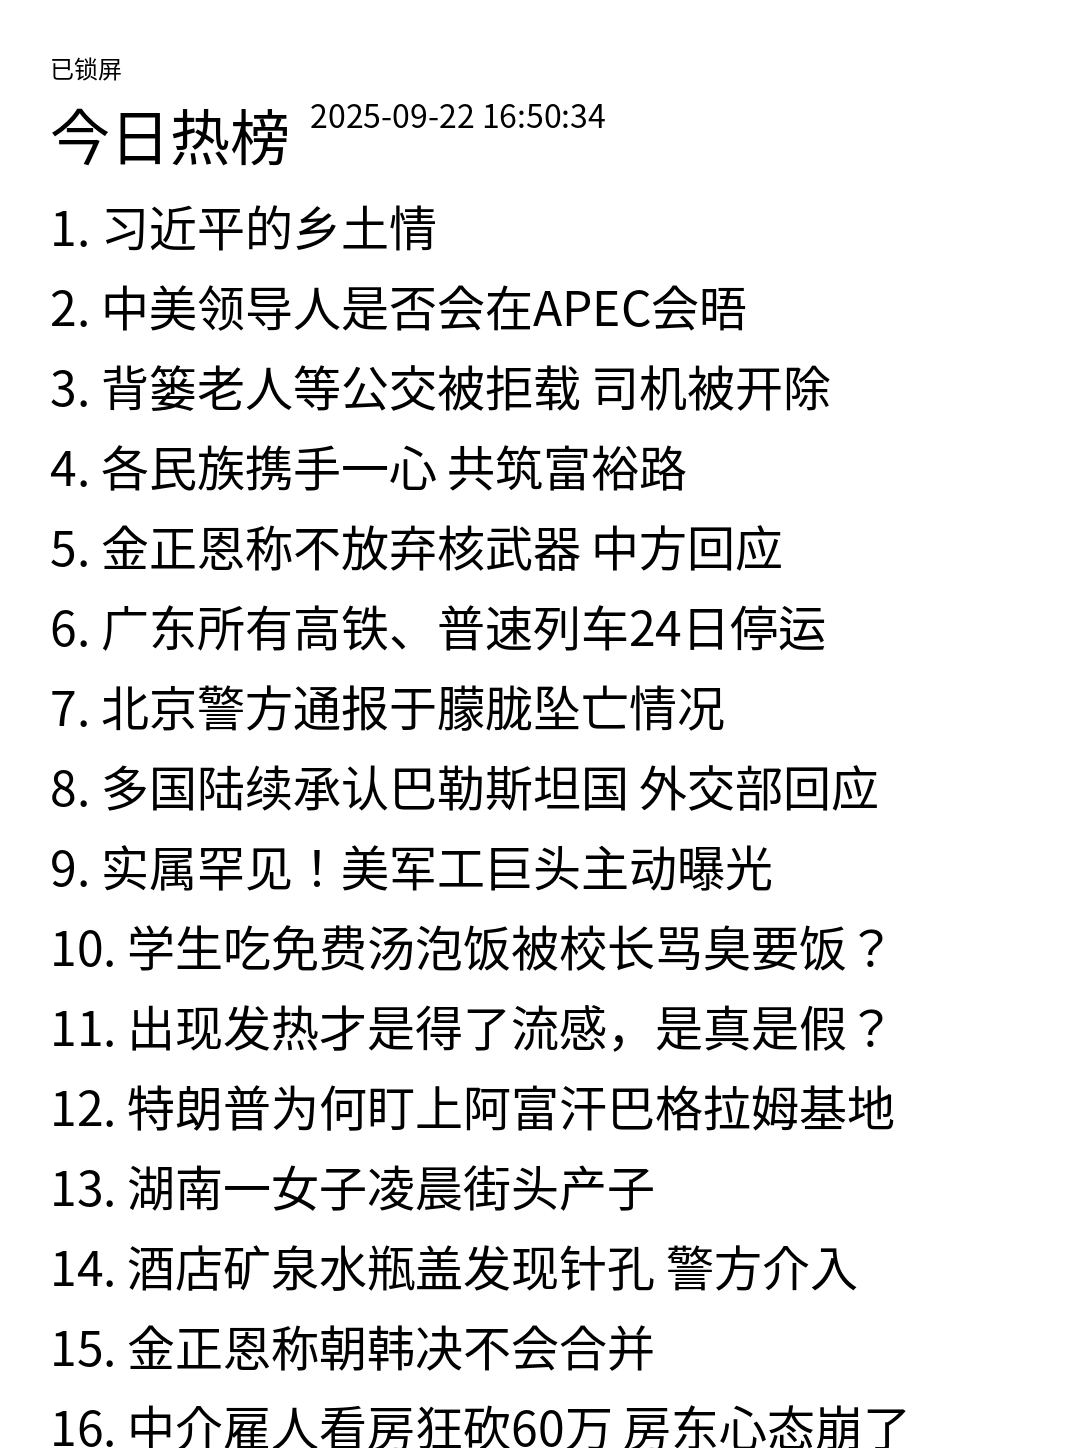 已锁屏
今日热榜 2025-09-22 16:50:34
1. 习近平的乡土情
2. 中美领导人是否会在APEC会晤
3. 背篓老人等公交被拒载 司机被开除
4. 各民族携手一心 共筑富裕路
5. 金正恩称不放弃核武器 中方回应
6. 广东所有高铁、普速列车24日停运
7. 北京警方通报于朦胧坠亡情况
8. 多国陆续承认巴勒斯坦国 外交部回应
9. 实属罕见！美军工巨头主动曝光
10. 学生吃免费汤泡饭被校长骂臭要饭？
11. 出现发热才是得了流感，是真是假？
12. 特朗普为何盯上阿富汗巴格拉姆基地
13. 湖南一女子凌晨街头产子
14. 酒店矿泉水瓶盖发现针孔 警方介入
15. 金正恩称朝韩决不会合并
16. 中介雇人看房狂砍60万 房东心态崩了